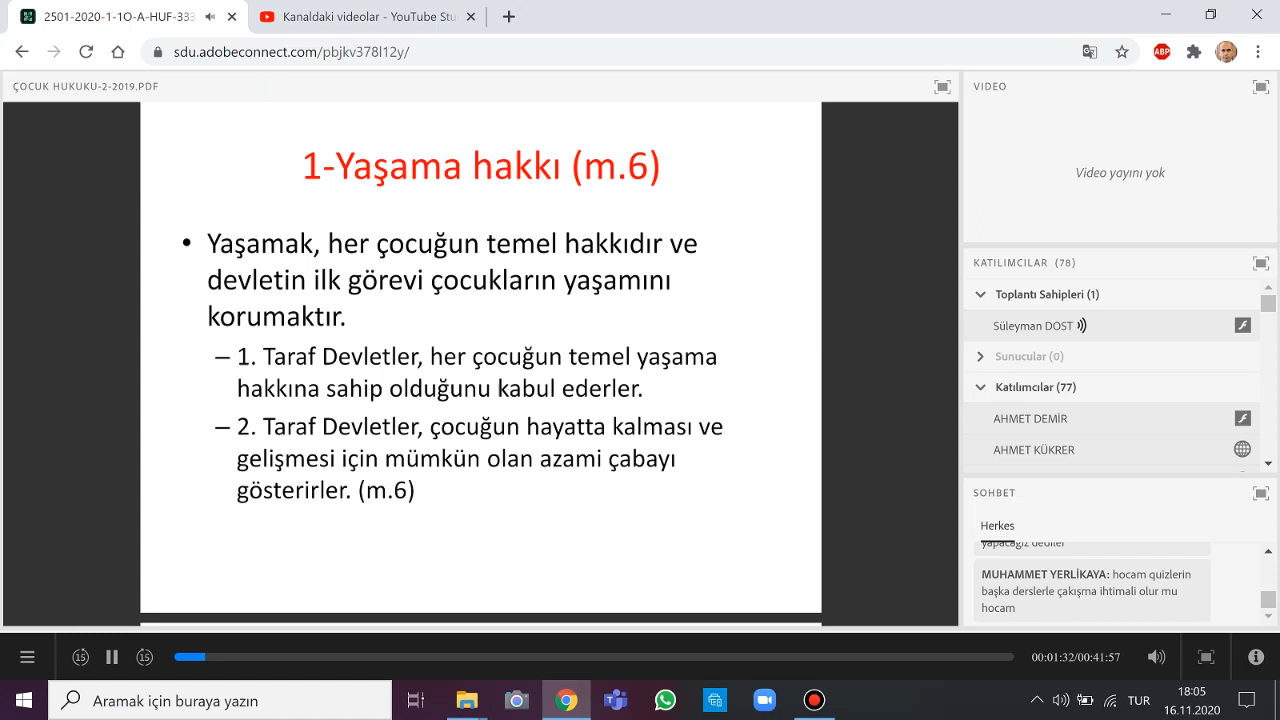 2501-2020-1-1O-A-HUF-333
Kanaldaki videolar - YouTube Stu
sdu.adobeconnect.com/pbjkv378l12y/
ABP
ÇOCUK HUKUKU-2-2019.PDF
1-Yaşama hakkı (m.6)
• Yaşamak, her çocuğun temel hakkıdır ve
devletin ilk görevi çocukların yaşamını
korumaktır.
– 1. Taraf Devletler, her çocuğun temel yaşama
hakkına sahip olduğunu kabul ederler.
– 2. Taraf Devletler, çocuğun hayatta kalması ve
gelişmesi için mümkün olan azami çabayı
gösterirler. (m.6)
VIDEO
Video yayını yok
KATILIMCILAR (78)
Toplantı Sahipleri (1)
Süleyman DOST
Sunucular (0)
Katılımcılar (77)
AHMET DEMİR
AHMET KÜKRER
SOHBET
Herkes
yapacağız dediler
MUHAMMET YERLİKAYA: hocam quizlerin
başka derslerle çakışma ihtimali olur mu
hocam
15
15
00:01:32/00:41:57
Aramak için buraya yazın
TUR
18:05
16.11.2020